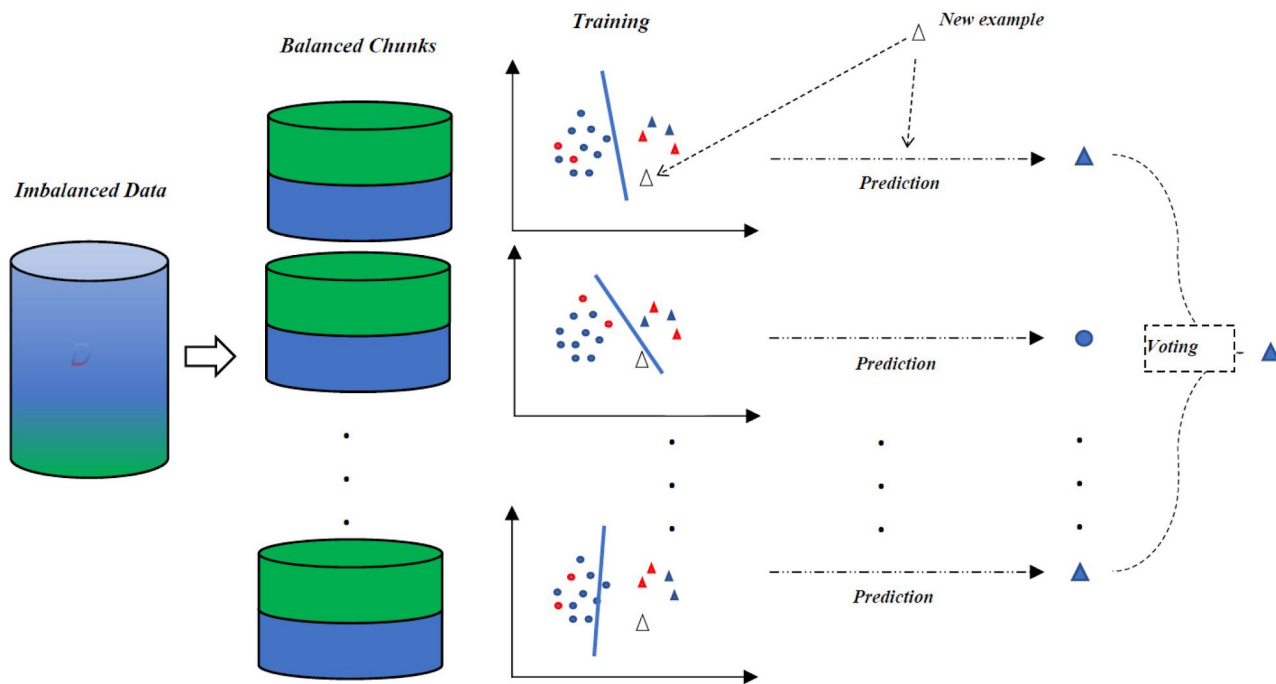 Training
New example
Balanced Chunks
Imbalanced Data
Prediction
Prediction
Voting
Prediction